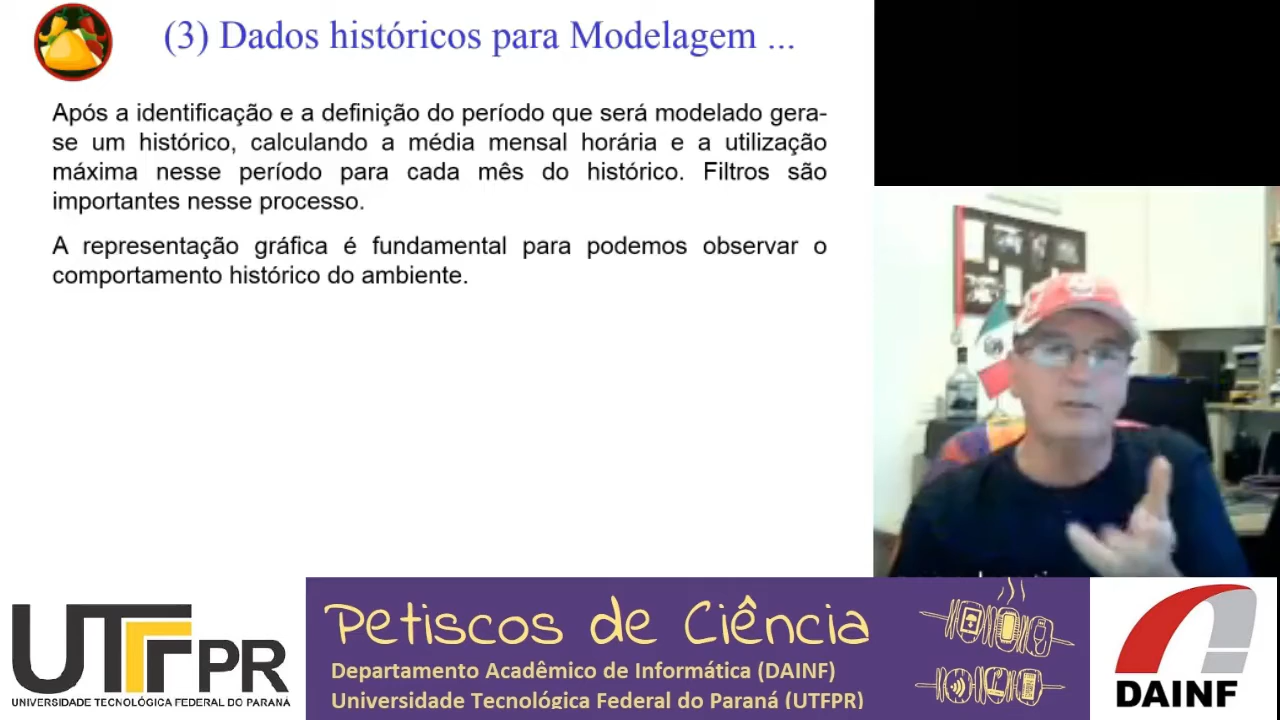 (3) Dados históricos para Modelagem ...
Após a identificação e a definição do período que será modelado gera-
se um histórico, calculando a média mensal horária e a utilização
máxima nesse período para cada mês do histórico. Filtros são
importantes nesse processo.
A representação gráfica é fundamental para podemos observar o
comportamento histórico do ambiente.
UTFPR
UNIVERSIDADE TECNOLÓGICA FEDERAL DO PARANÁ
Petiscos de Ciência
Departamento Acadêmico de Informática (DAINF)
Universidade Tecnológica Federal do Paraná (UTFPR)
DAINF